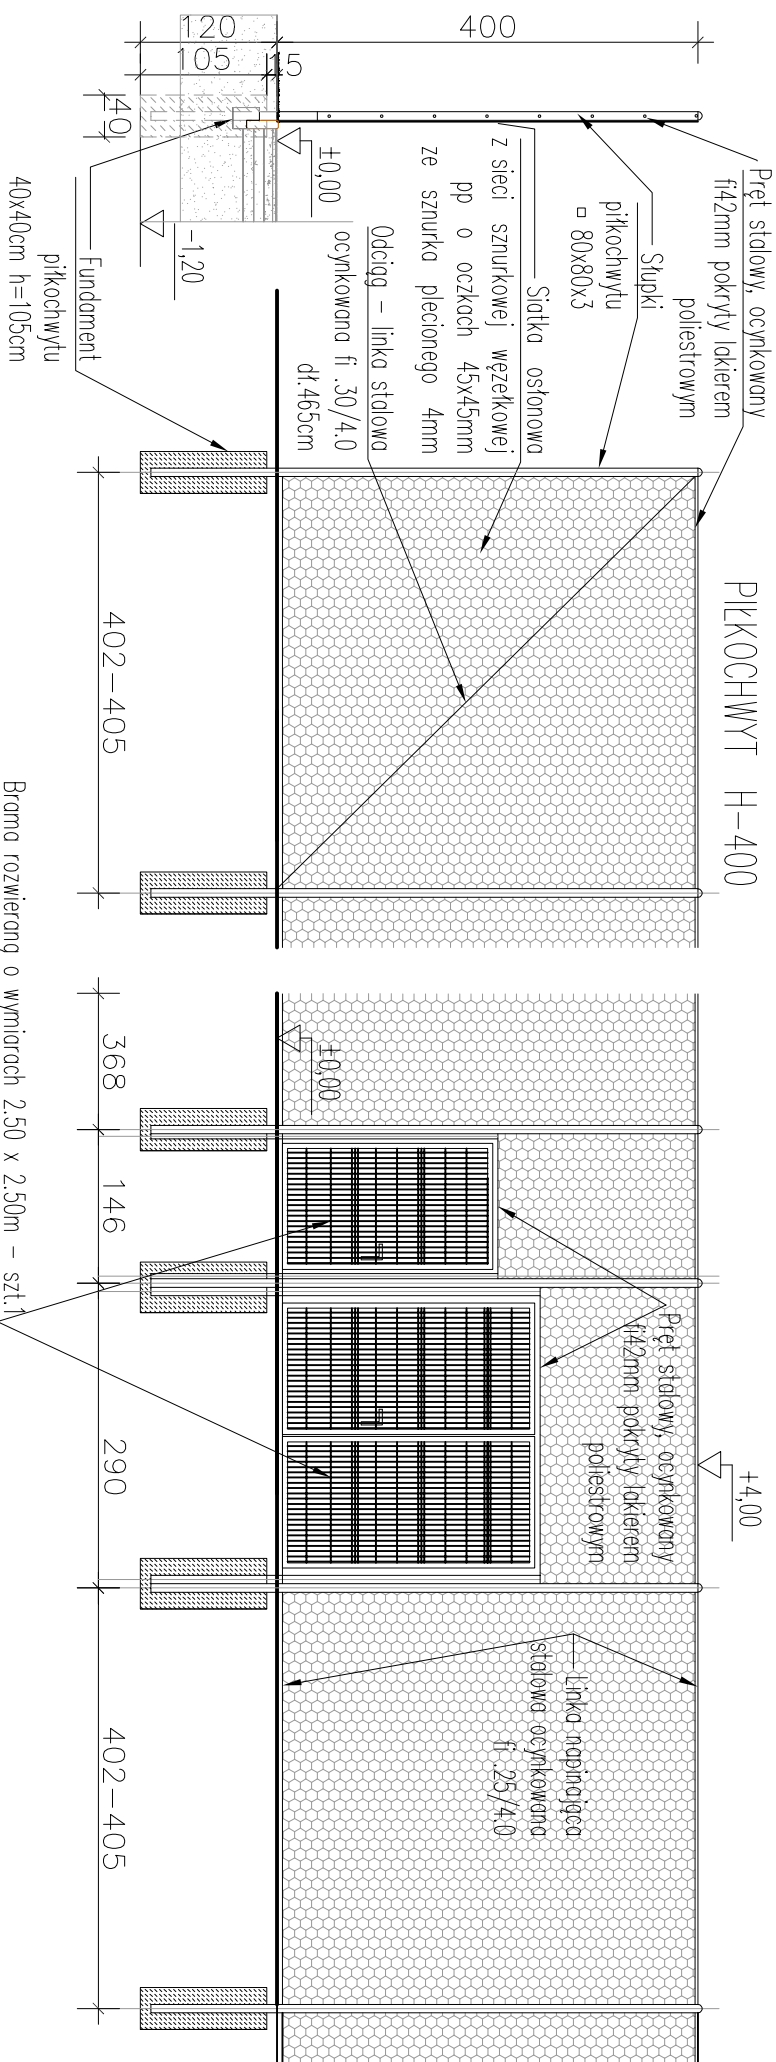 PIŁKOCHWYT H-400
Pręt stalowy, ocynkowany
fi42mm pokryty lakierem
poliestrowym
Słupki
piłkochwytu
80x80x3
Siatka osłonowa
z sieci sznurkowej węzełkowej
pp o oczkach 45x45mm
ze sznurka plecionego 4mm
Odciąg - linka stalowa
ocynkowana fi .30/4.0
dł.465cm
400
120
105
15
40
±0,00
-1,20
Fundament
piłkochwytu
40x40cm h=105cm
402-405
368
146
290
402-405
±0,00
+4,00
Pręt stalowy, ocynkowany
fi42mm pokryty lakierem
poliestrowym
Linka napinająca
stalowa ocynkowana
fi .25/4.0
Brama rozwieraną o wymiarach 2.50 x 2.50m - szt.1